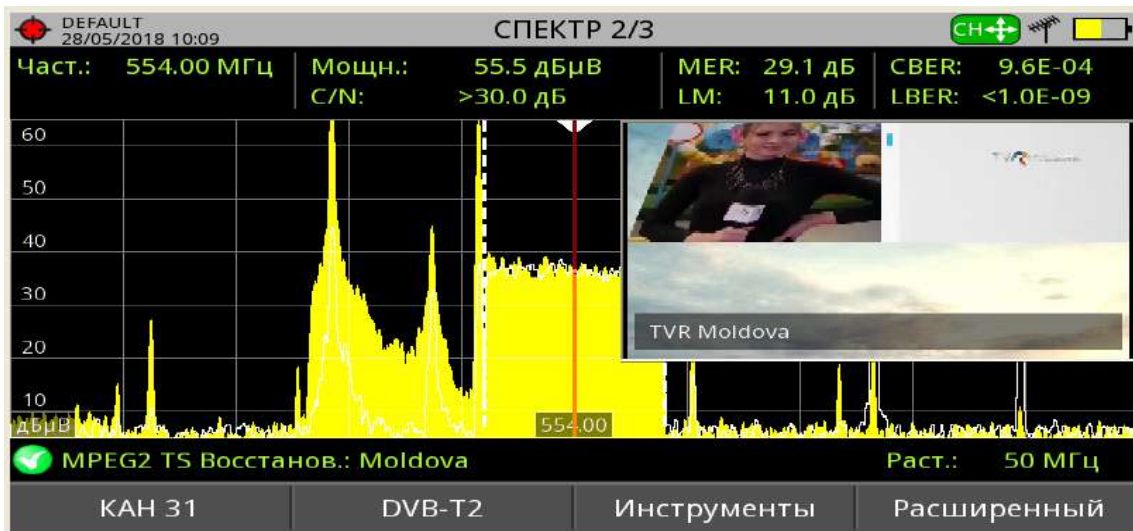 DEFAULT
28/05/2018 10:09
СПЕКТР 2/3
CH
Част.: 554.00 МГц
Мощн.: 55.5 дБμВ
MER: 29.1 дБ
CBER: 9.6E-04
C/N: >30.0 дБ
LM: 11.0 дБ
LBER: <1.0E-09
60
50
40
30
20
10
дБμВ
554.00
TVR
TVR Moldova
MPEG2 TS Восстанов.: Moldova
Раст.: 50 МГц
КАН 31
DVB-T2
Инструменты
Расширенный